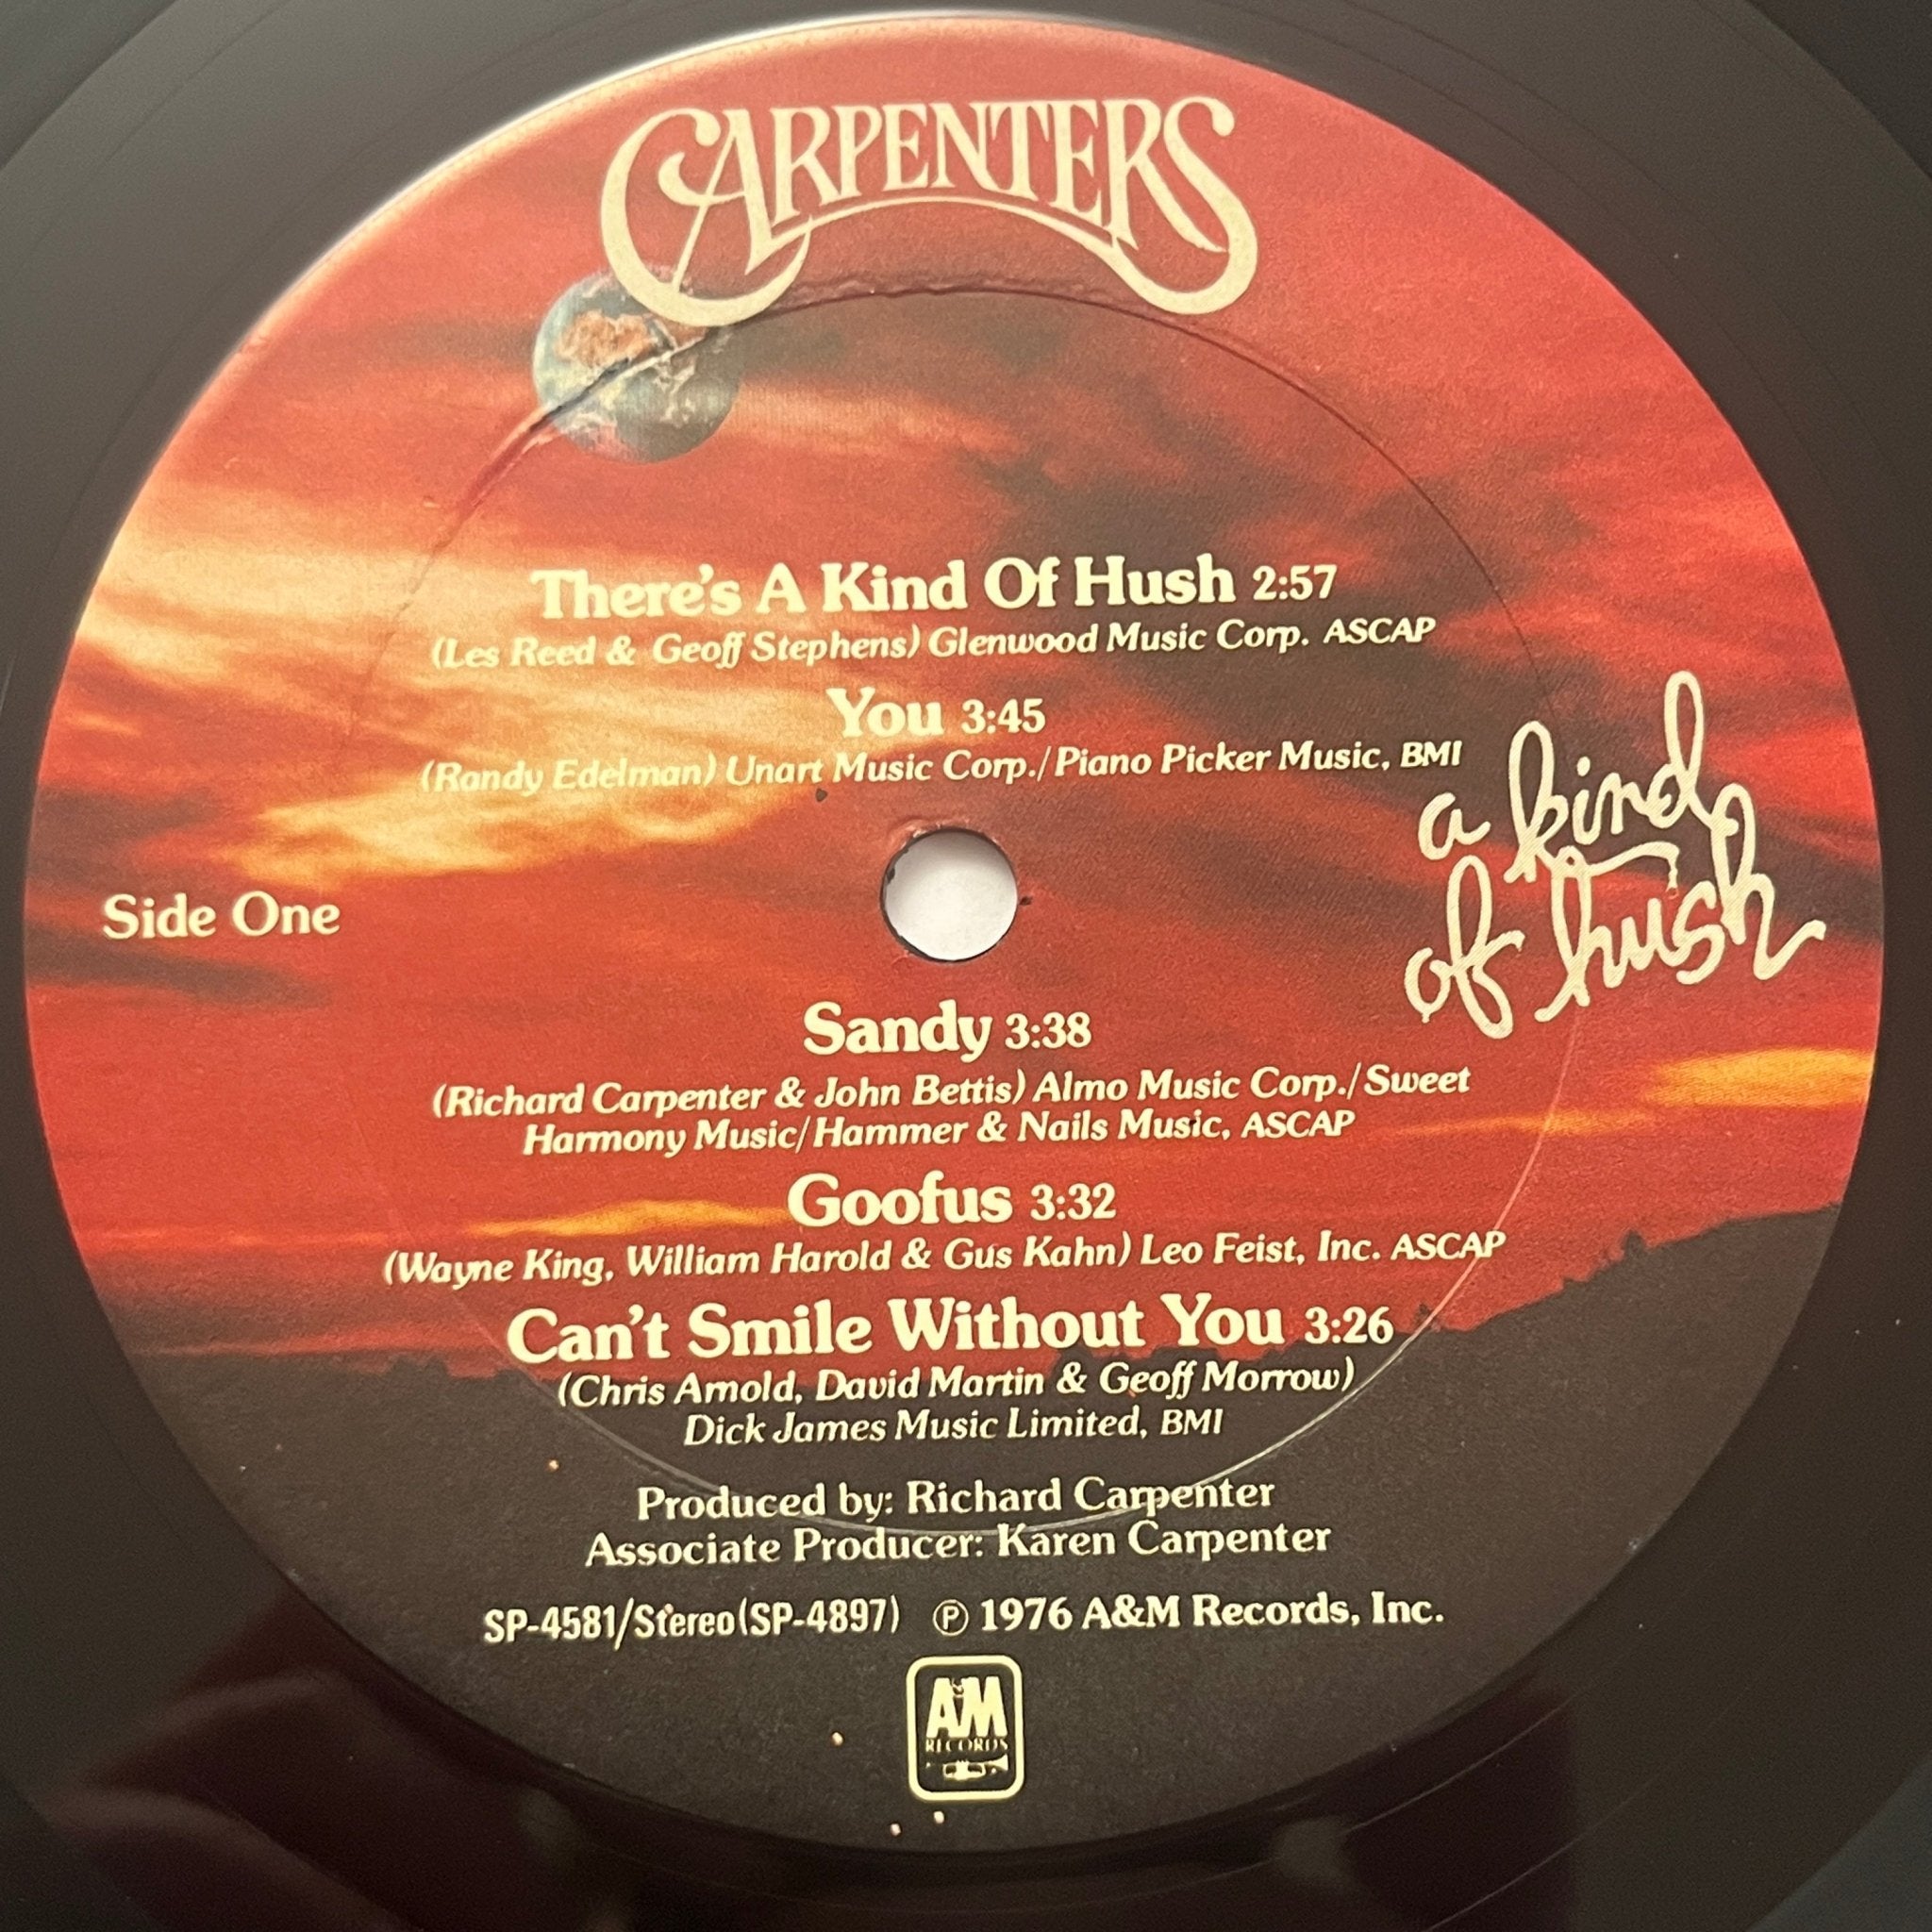 CARPENTERS
There's A Kind Of Hush 2:57
(Les Reed & Geoff Stephens) Glenwood Music Corp. ASCAP
You 3:45
(Randy Edelman) Unart Music Corp./Piano Picker Music, BMI
a kind
of hush
Side One
Sandy 3:38
(Richard Carpenter & John Bettis) Almo Music Corp./Sweet
Harmony Music/Hammer & Nails Music, ASCAP
Goofus 3:32
(Wayne King, William Harold & Gus Kahn) Leo Feist, Inc. ASCAP
Can't Smile Without You 3:26
(Chris Arnold, David Martin & Geoff Morrow)
Dick James Music Limited, BMI
Produced by: Richard Carpenter
Associate Producer: Karen Carpenter
SP-4581/Stereo(SP-4897) ℗ 1976 A&M Records, Inc.
A&M
RECORDS